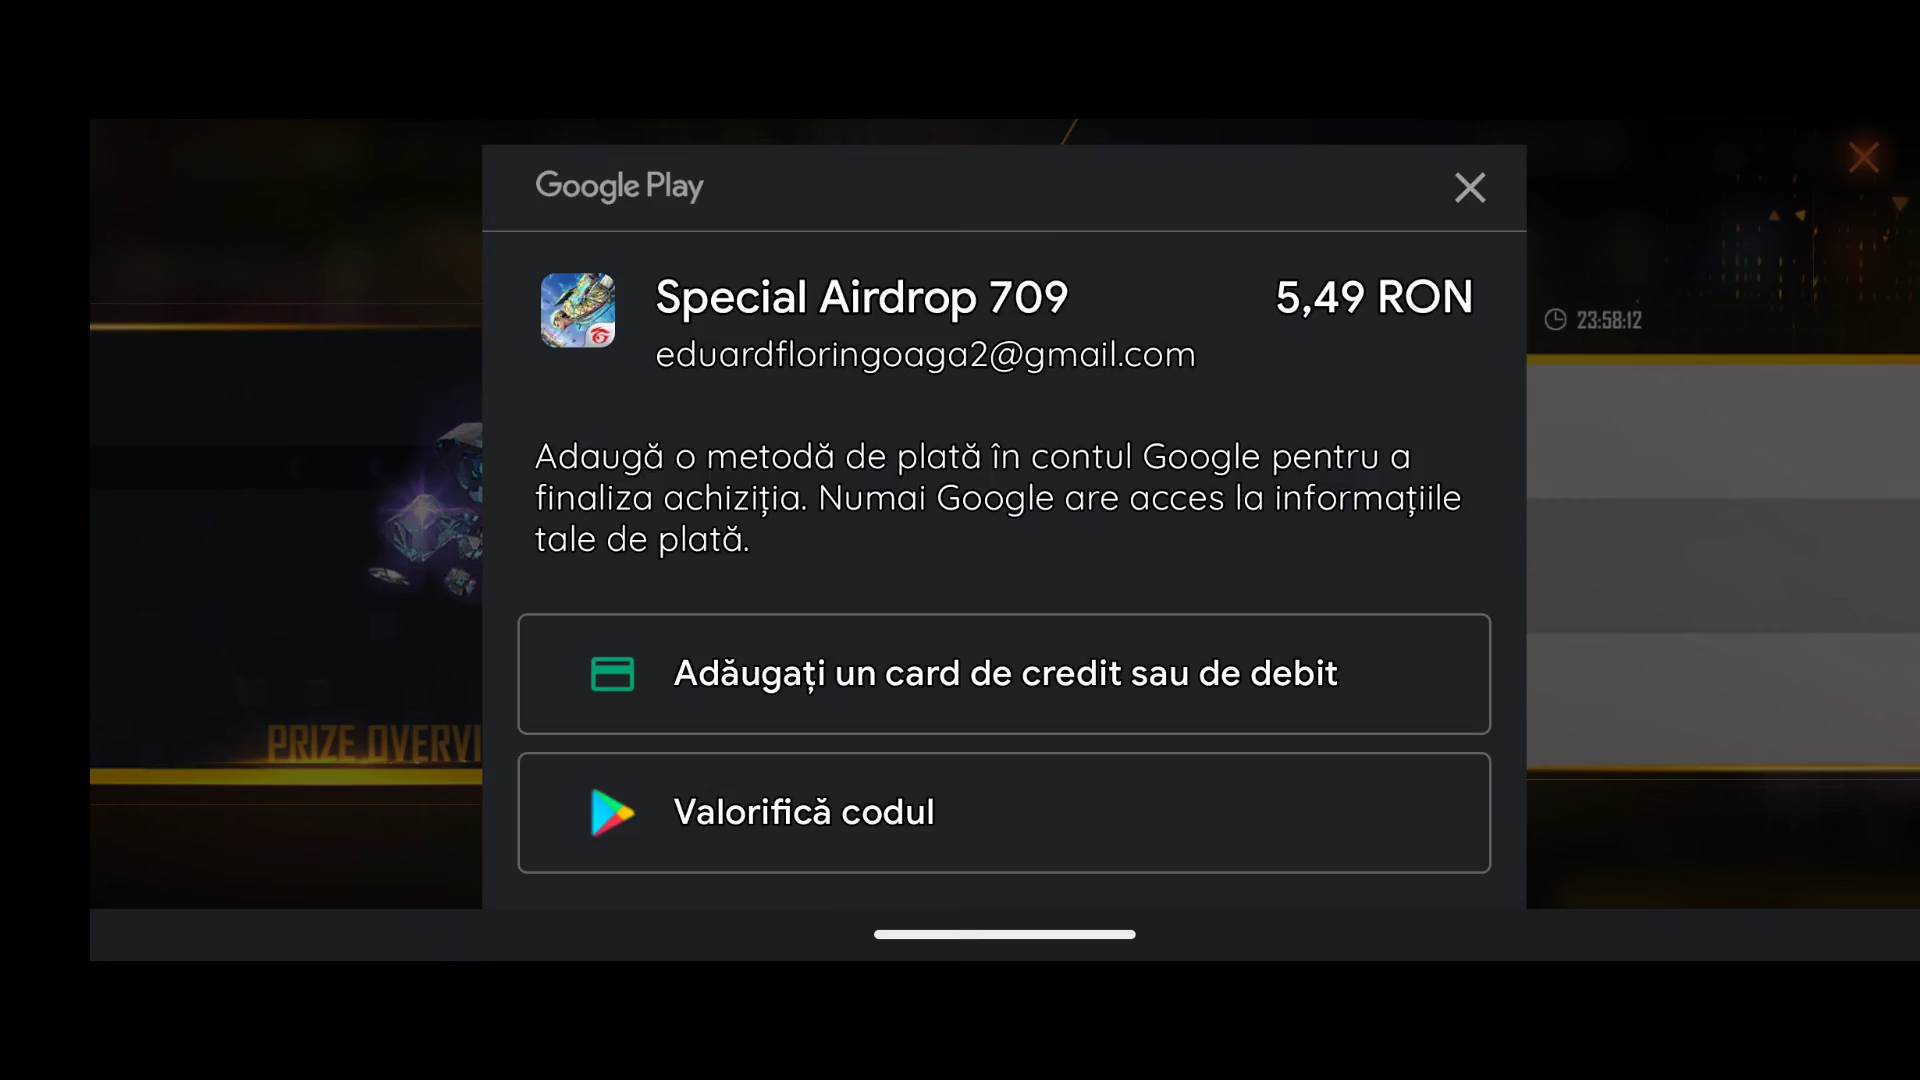 Google Play
Special Airdrop 709
5,49 RON
eduardfloringoaga2@gmail.com
23:58:12
Adaugă o metodă de plată în contul Google pentru a
finaliza achiziția. Numai Google are acces la informațiile
tale de plată.
Adăugați un card de credit sau de debit
PRIZE
Valorifică codul